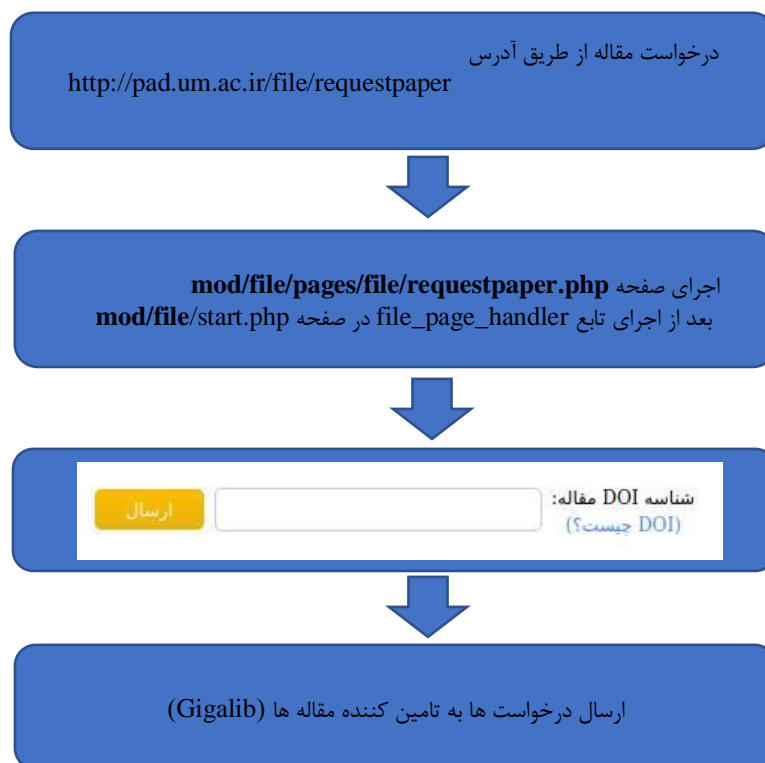 درخواست مقاله از طریق آدرس
http://pad.um.ac.ir/file/requestpaper
اجرای صفحه mod/file/pages/file/requestpaper.php
بعد از اجرای تابع file_page_handler در صفحه mod/file/start.php
شناسه DOI مقاله:
(DOI چیست؟)
ارسال
ارسال درخواست ها به تامین کننده مقاله ها (Gigalib)